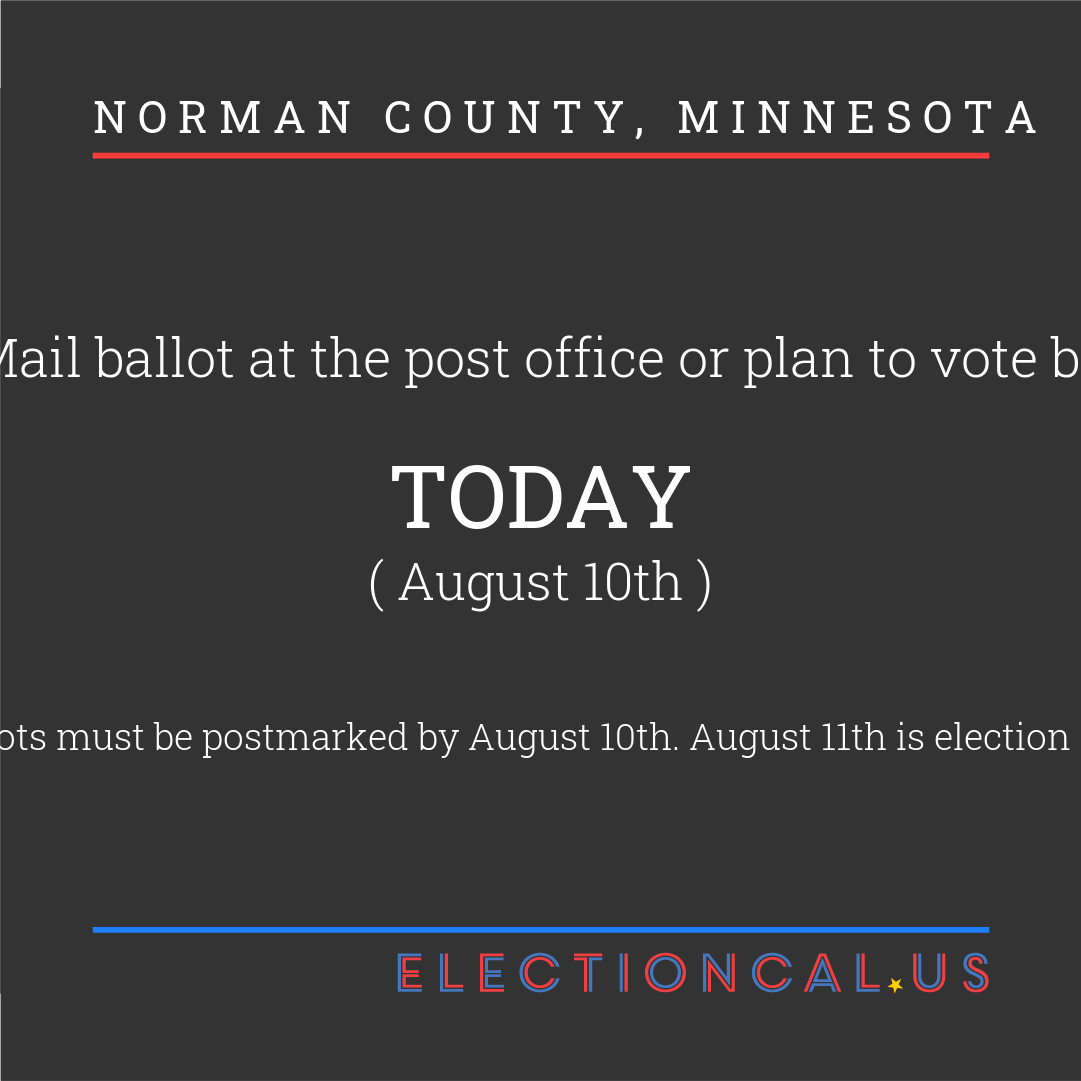 NORMAN COUNTY, MINNESOTA
Mail ballot at the post office or plan to vote b
TODAY
( August 10th )
ots must be postmarked by August 10th. August 11th is election
ELECTIONCAL.US